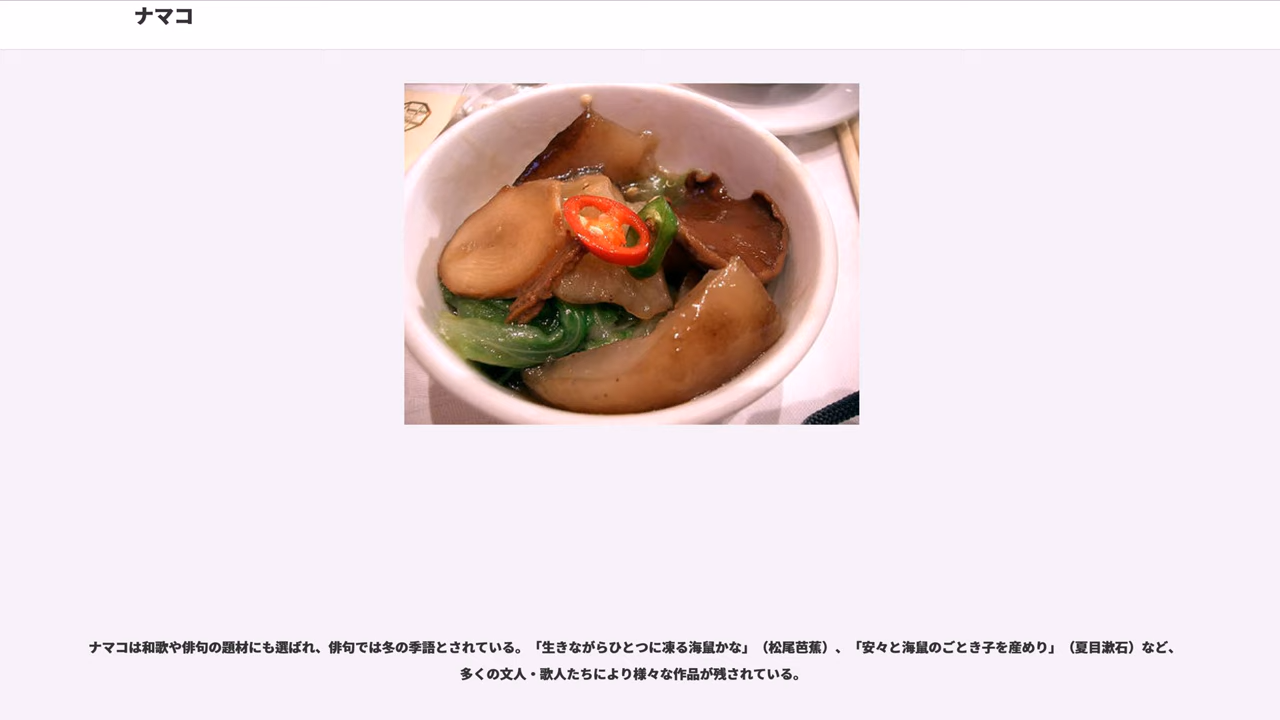 ナマコ
ナマコは和歌や俳句の題材にも選ばれ、俳句では冬の季語とされている。「生きながらひとつに凍る海鼠かな」（松尾芭蕉）、「安々と海鼠のごとき子を産めり」（夏目漱石）など、
多くの文人・歌人たちにより様々な作品が残されている。